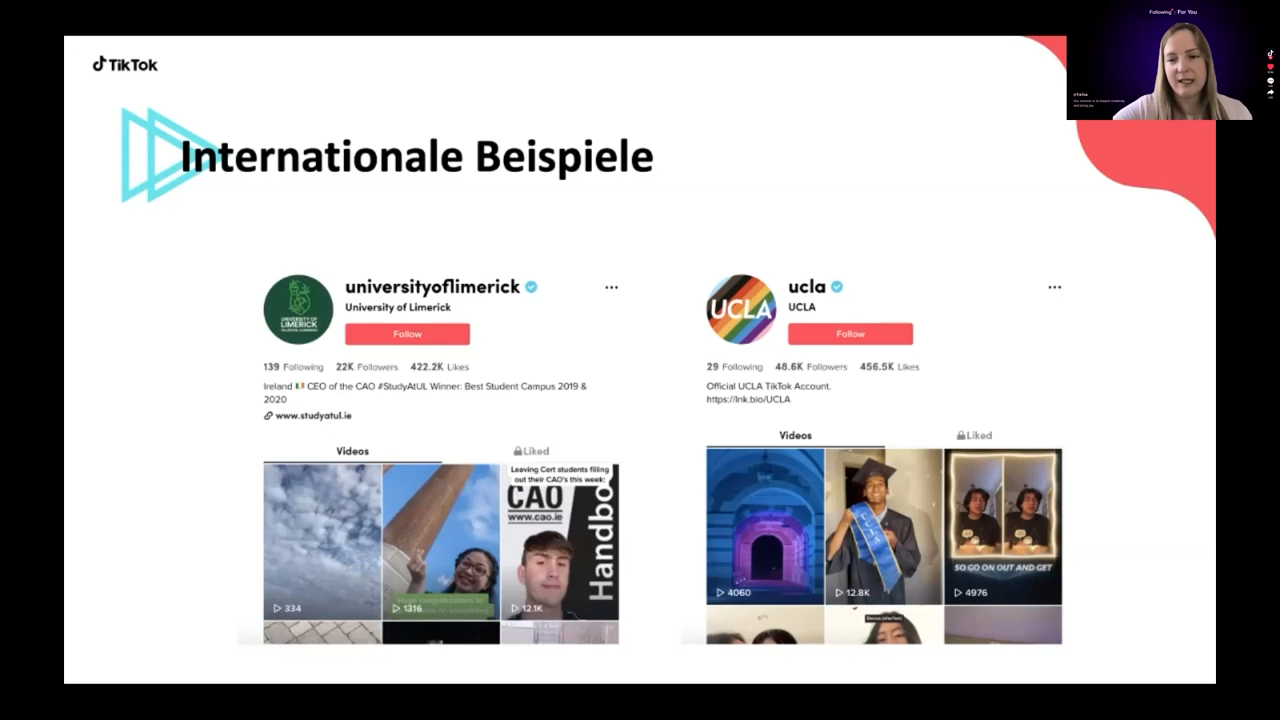 Following For You
TikTok
Internationale Beispiele
universityoflimerick
University of Limerick
Follow
139 Following 22K Followers 422.2K Likes
Ireland 🇮🇪 CEO of the CAO #StudyAtUL Winner: Best Student Campus 2019 &
2020
www.studyatul.ie
Videos Liked
UNIVERSITY OF
LIMERICK
334
1316
Leaving Cert students filling
out their CAO's this week:
CAO
www.cao.ie
Handbo
12.1K
ucla
UCLA
Follow
29 Following 48.6K Followers 456.5K Likes
Official UCLA TikTok Account.
https://lnk.bio/UCLA
Videos Liked
UCLA
4060
12.8K
SO GO ON OUT AND GET
4976